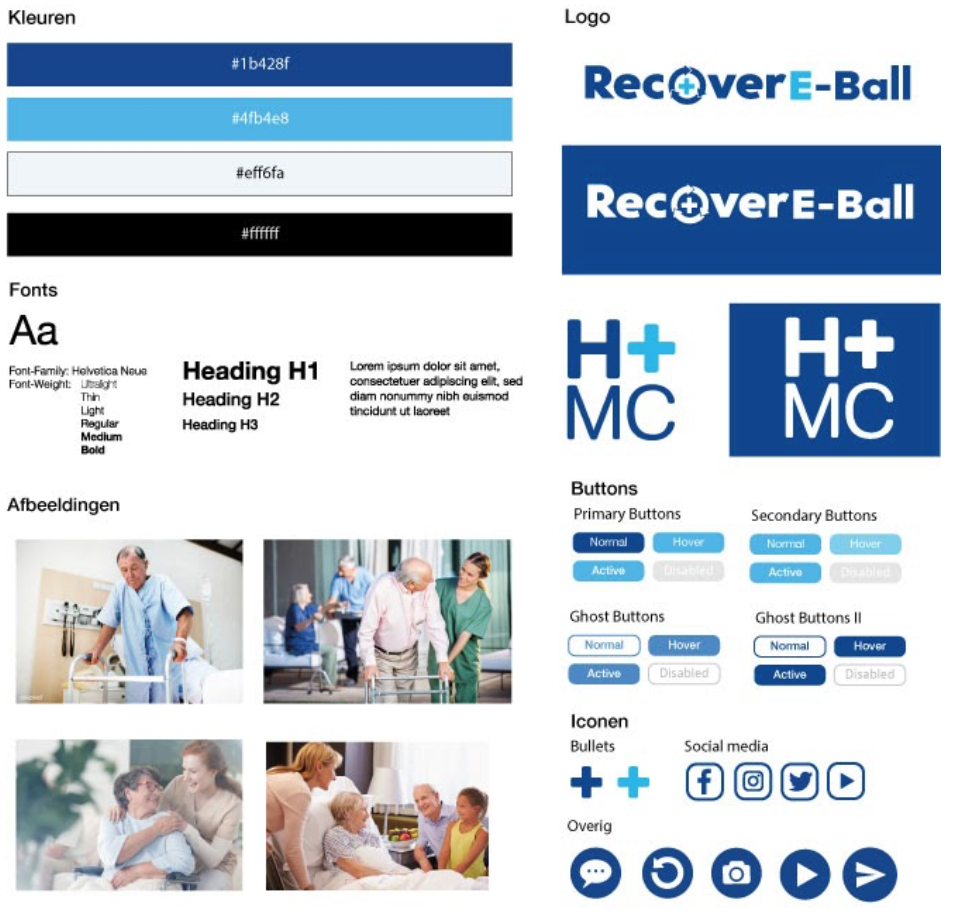 Kleuren
#1b428f
#4fb4e8
#eff6fa
#ffffff
Fonts
Aa
Font-Family: Helvetica Neue
Font-Weight: Ultralight
Thin
Light
Regular
Medium
Bold
Heading H1
Heading H2
Heading H3
Lorem ipsum dolor sit amet,
consectetuer adipiscing elit, sed
diam nonummy nibh euismod
tincidunt ut laoreet
Afbeeldingen
Logo
RecoverE-Ball
RecoverE-Ball
H+
MC
H+
MC
Buttons
Primary Buttons
Normal Hover
Active Disabled
Secondary Buttons
Normal Hover
Active Disabled
Ghost Buttons
Normal Hover
Active Disabled
Ghost Buttons II
Normal Hover
Active Disabled
Iconen
Bullets
Social media
Overig